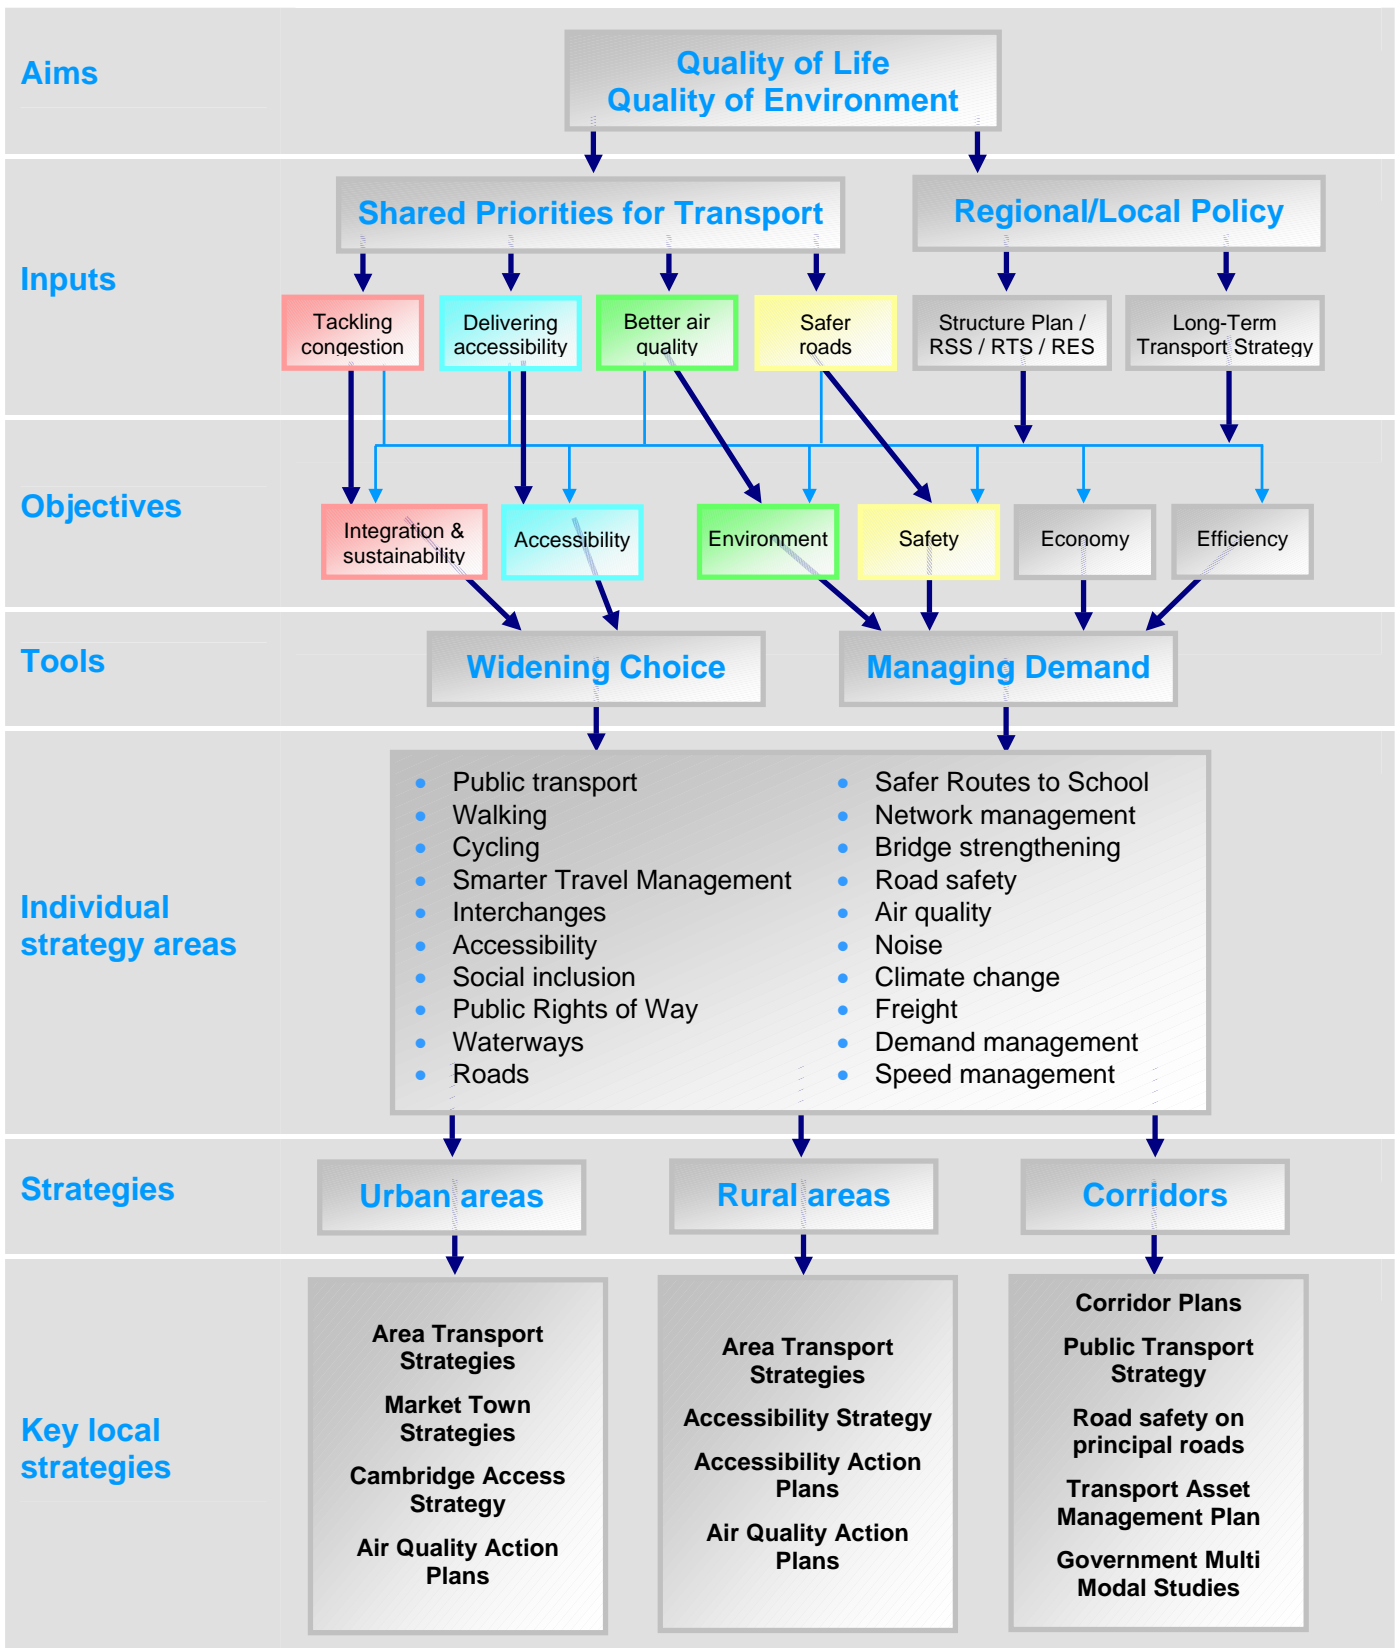 Aims
Quality of Life
Quality of Environment
Inputs
Shared Priorities for Transport
Regional/Local Policy
Tackling
congestion
Delivering
accessibility
Better air
quality
Safer
roads
Structure Plan /
RSS / RTS / RES
Long-Term
Transport Strategy
Objectives
Integration &
sustainability
Accessibility
Environment
Safety
Economy
Efficiency
Tools
Widening Choice
Managing Demand
Individual
strategy areas
• Public transport
• Walking
• Cycling
• Smarter Travel Management
• Interchanges
• Accessibility
• Social inclusion
• Public Rights of Way
• Waterways
• Roads
• Safer Routes to School
• Network management
• Bridge strengthening
• Road safety
• Air quality
• Noise
• Climate change
• Freight
• Demand management
• Speed management
Strategies
Urban areas
Rural areas
Corridors
Key local
strategies
Area Transport
Strategies
Market Town
Strategies
Cambridge Access
Strategy
Air Quality Action
Plans
Area Transport
Strategies
Accessibility Strategy
Accessibility Action
Plans
Air Quality Action
Plans
Corridor Plans
Public Transport
Strategy
Road safety on
principal roads
Transport Asset
Management Plan
Government Multi
Modal Studies